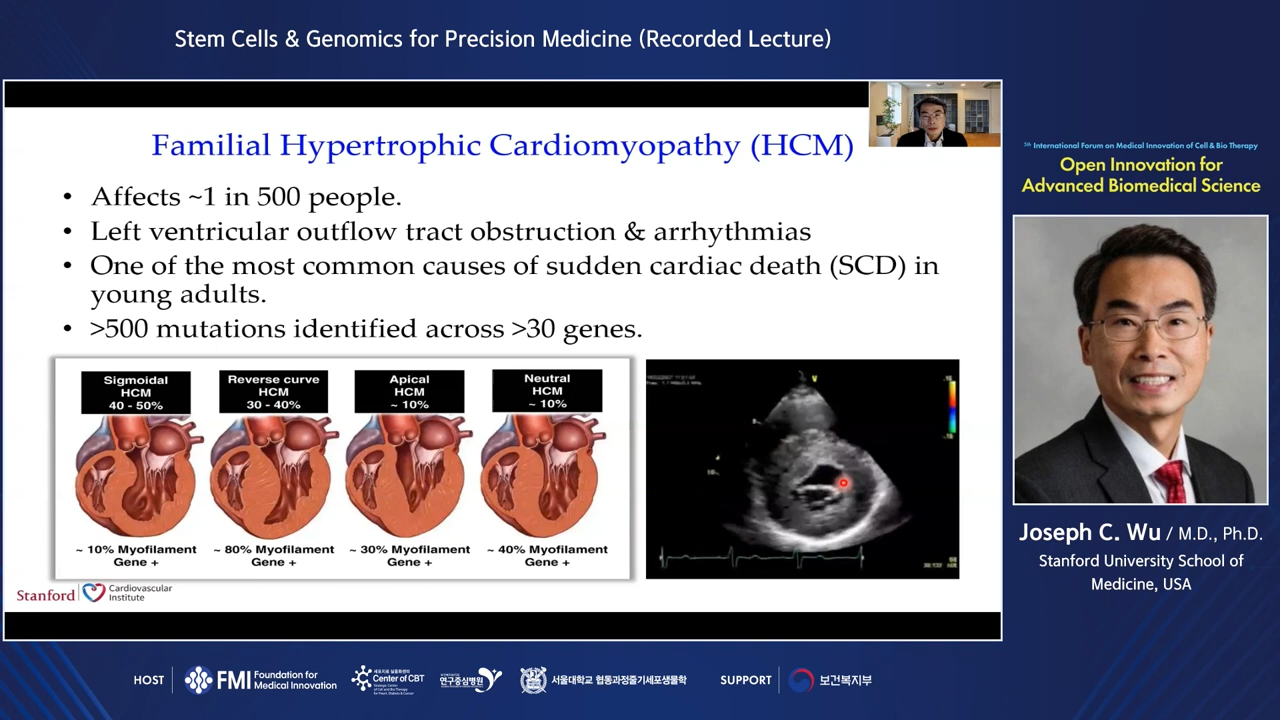 Stem Cells & Genomics for Precision Medicine (Recorded Lecture)
Familial Hypertrophic Cardiomyopathy (HCM)
• Affects ~1 in 500 people.
• Left ventricular outflow tract obstruction & arrhythmias
• One of the most common causes of sudden cardiac death (SCD) in
young adults.
• >500 mutations identified across >30 genes.
Sigmoidal
HCM
40 - 50%
Reverse curve
HCM
30 - 40%
Apical
HCM
~ 10%
Neutral
HCM
~ 10%
~ 10% Myofilament
Gene +
~ 80% Myofilament
Gene +
~ 30% Myofilament
Gene +
~ 40% Myofilament
Gene +
V
Stanford
Cardiovascular
Institute
5th International Forum on Medical Innovation of Cell & Bio Therapy
Open Innovation for
Advanced Biomedical Science
Joseph C. Wu / M.D., Ph.D.
Stanford University School of
Medicine, USA
HOST
FMI
Foundation for
Medical Innovation
Center of CBT
연구중심병원
서울대학교 협동과정줄기세포생물학
SUPPORT
보건복지부